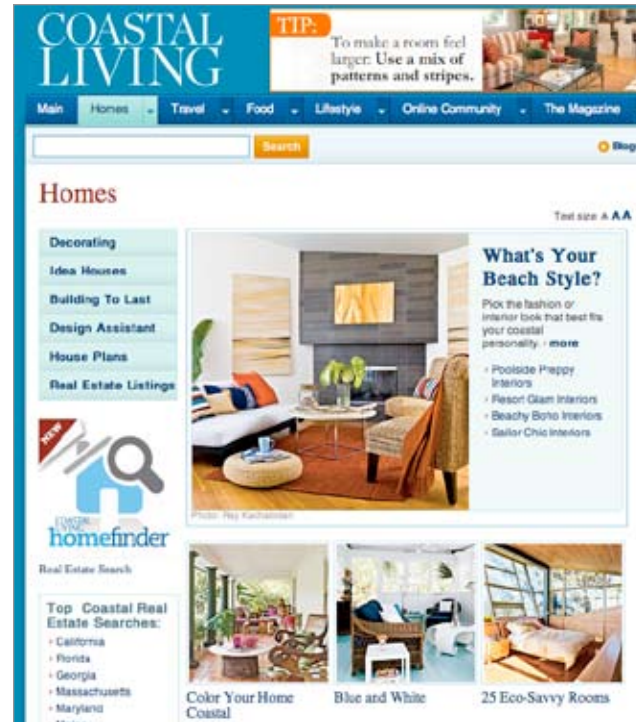 COASTAL
LIVING
TIP:
To make a room feel
larger: Use a mix of
patterns and stripes.
Main
Homes
Travel
Food
Lifestyle
Online Community
The Magazine
Search
Blog
Homes
Text size A A A
Decorating
Idea Houses
Building To Last
Design Assistant
House Plans
Real Estate Listings
What's Your
Beach Style?
Pick the fashion or
interior look that best fits
your coastal
personality. › more
› Poolside Preppy
Interiors
› Resort Glam Interiors
› Beachy Boho Interiors
› Sailor Chic Interiors
Photo: Ray Kachatorian
NEW
COASTAL
LIVING
homefinder
Real Estate Search
Top Coastal Real
Estate Searches:
› California
› Florida
› Georgia
› Massachusetts
› Maryland
Color Your Home
Coastal
Blue and White
25 Eco-Savvy Rooms